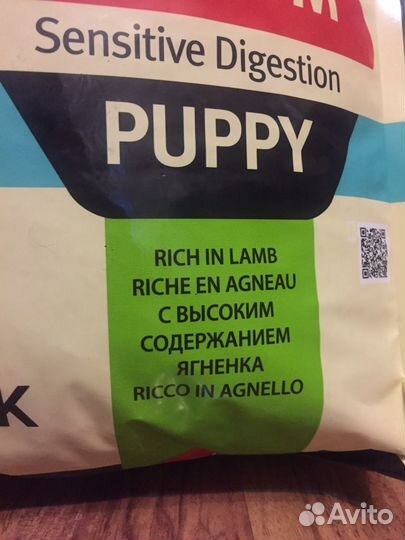 Sensitive Digestion
PUPPY
RICH IN LAMB
RICHE EN AGNEAU
С ВЫСОКИМ
СОДЕРЖАНИЕМ
ЯГНЕНКА
RICCO IN AGNELLO
Avito